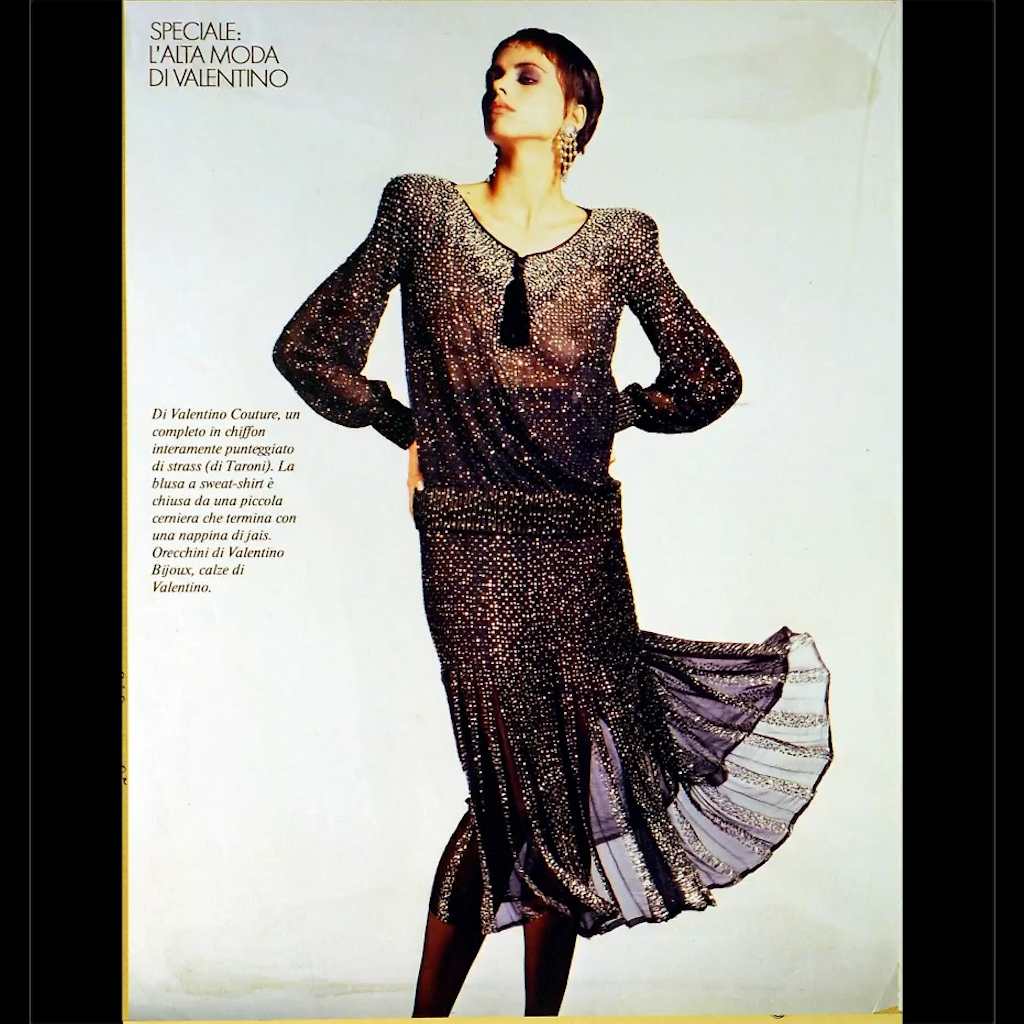 SPECIALE:
L'ALTA MODA
DI VALENTINO
Di Valentino Couture, un
completo in chiffon
interamente punteggiato
di strass (di Taroni). La
blusa a sweat-shirt è
chiusa da una piccola
cerniera che termina con
una nappina di jais.
Orecchini di Valentino
Bijoux, calze di
Valentino.